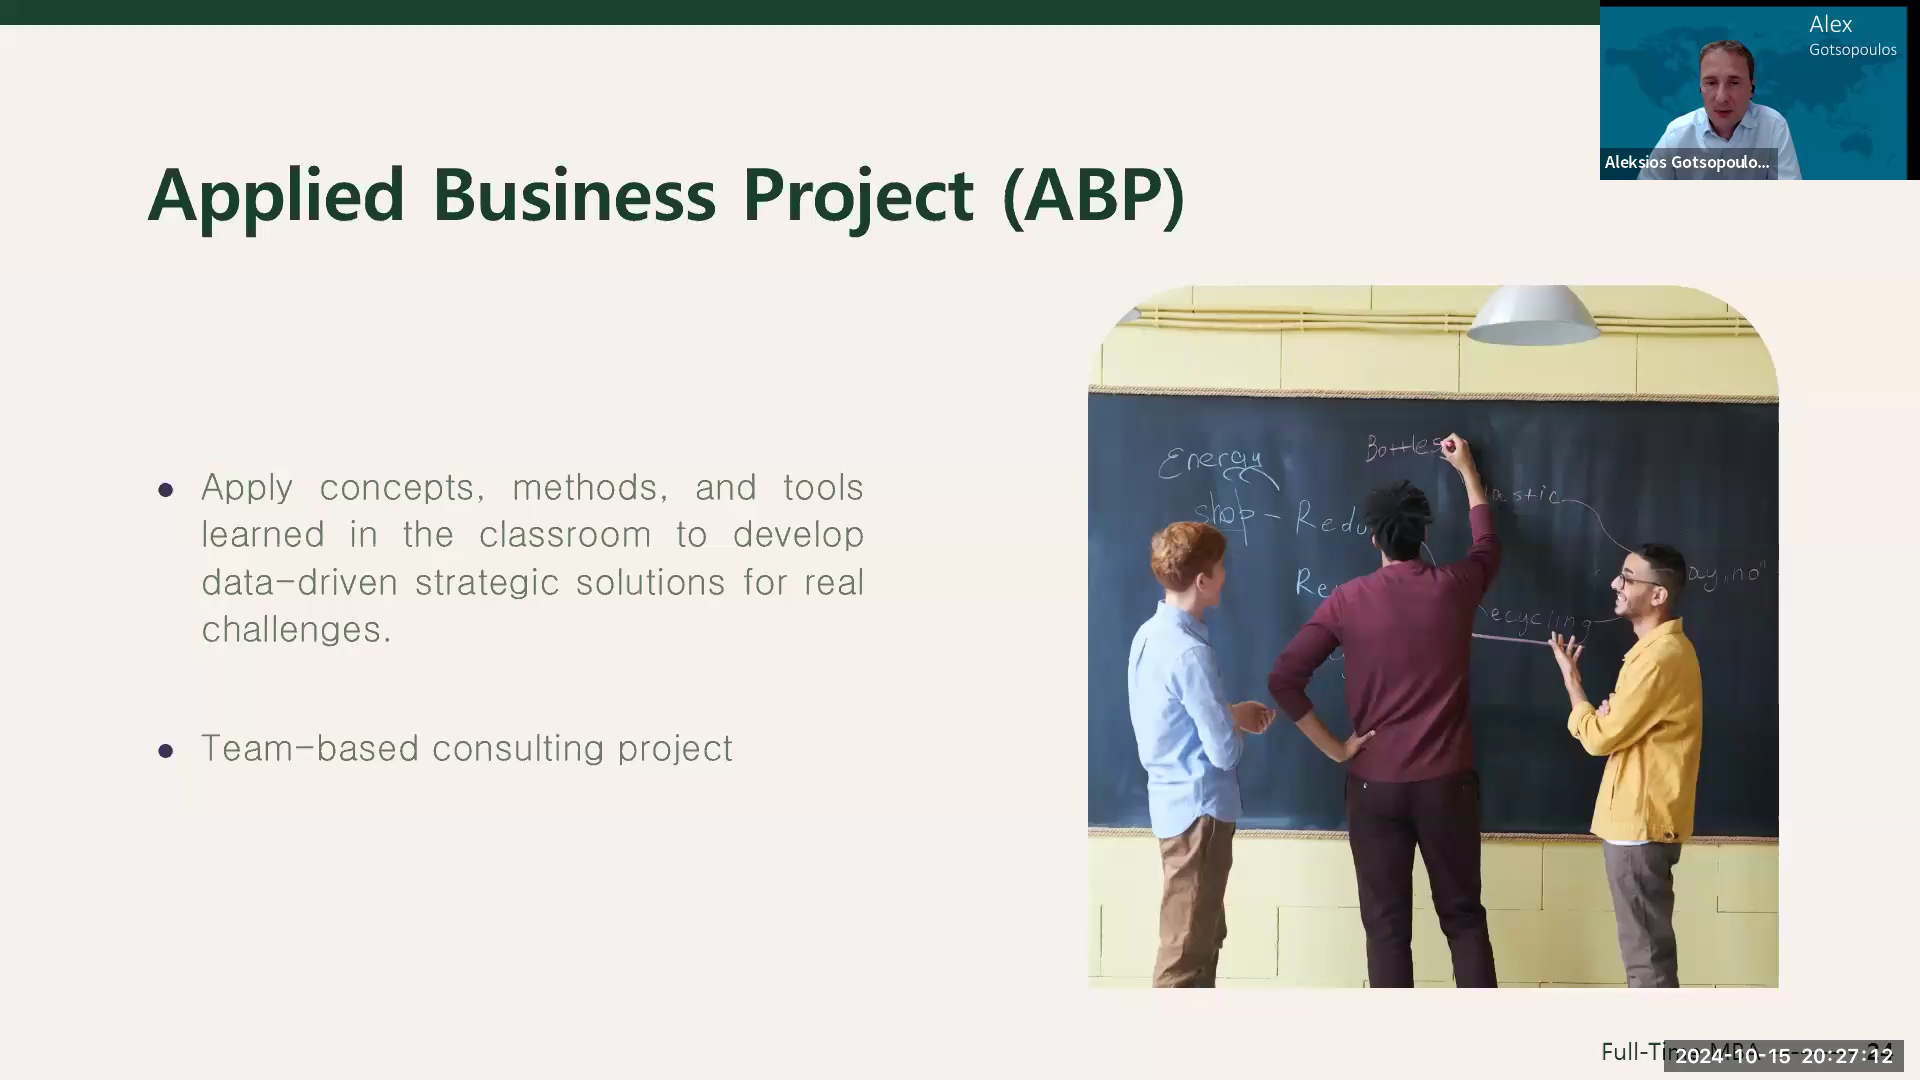 Alex
Gotsopoulos
Aleksios Gotsopoulo...
Applied Business Project (ABP)
Energy
Bottles
shop - Redu
lastic
Re
ay, no"
ecycling
• Apply concepts, methods, and tools
learned in the classroom to develop
data-driven strategic solutions for real
challenges.
• Team-based consulting project
Full-Time MBA
2024-10-15 20:27:12